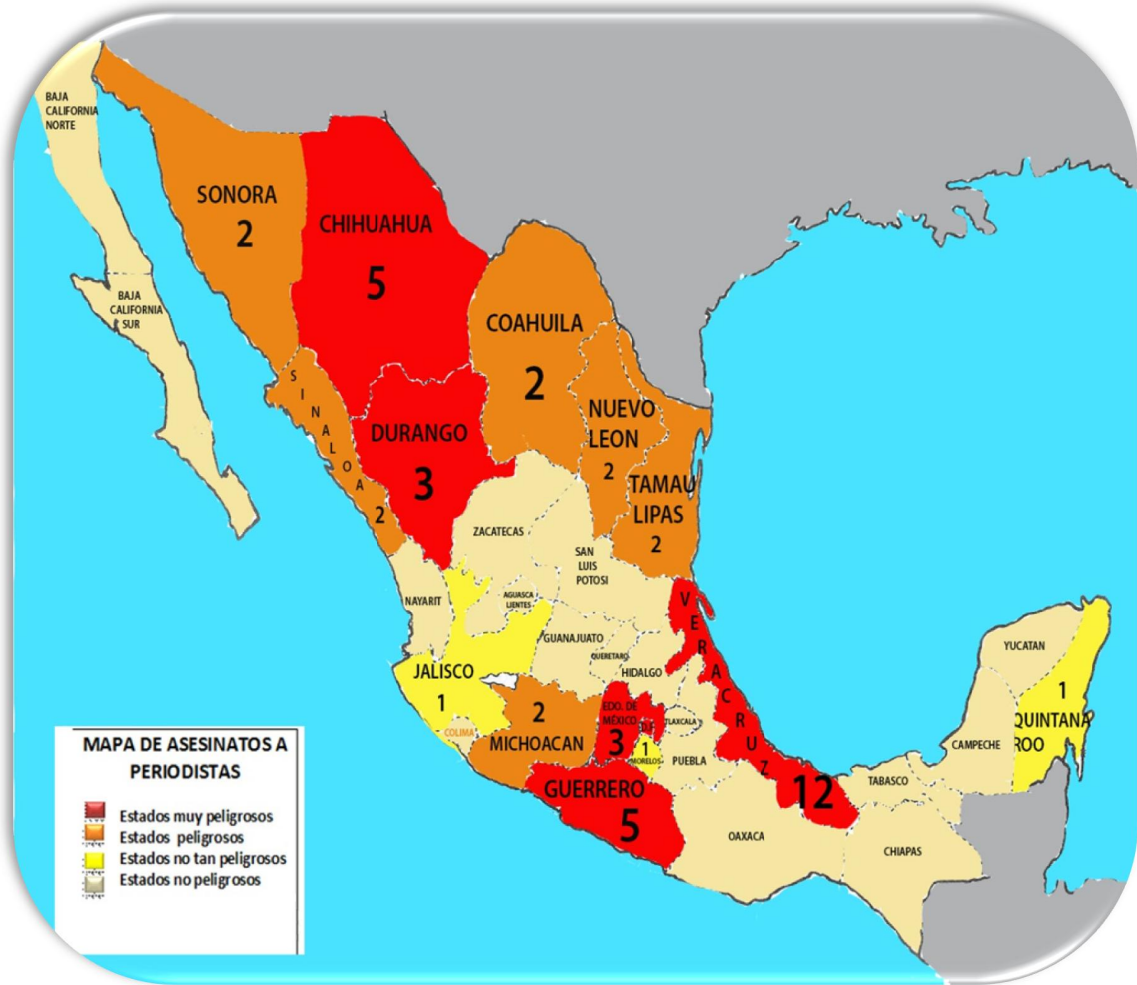 BAJA
CALIFORNIA
NORTE
SONORA
2
CHIHUAHUA
5
BAJA
CALIFORNIA
SUR
COAHUILA
2
SINALOA
2
DURANGO
3
NUEVO
LEON
2
TAMAU
LIPAS
2
ZACATECAS
SAN
LUIS
POTOSI
NAYARIT
AGUASCA
LIENTES
GUANAJUATO
QUERETARO
HIDALGO
VERACRUZ
12
JALISCO
1
COLIMA
2
MICHOACAN
EDO. DE
MÉXICO
3
D.F
TLAXCALA
1
MORELOS
PUEBLA
GUERRERO
5
OAXACA
TABASCO
CHIAPAS
CAMPECHE
YUCATAN
1
QUINTANA
ROO
MAPA DE ASESINATOS A
PERIODISTAS
Estados muy peligrosos
Estados peligrosos
Estados no tan peligrosos
Estados no peligrosos